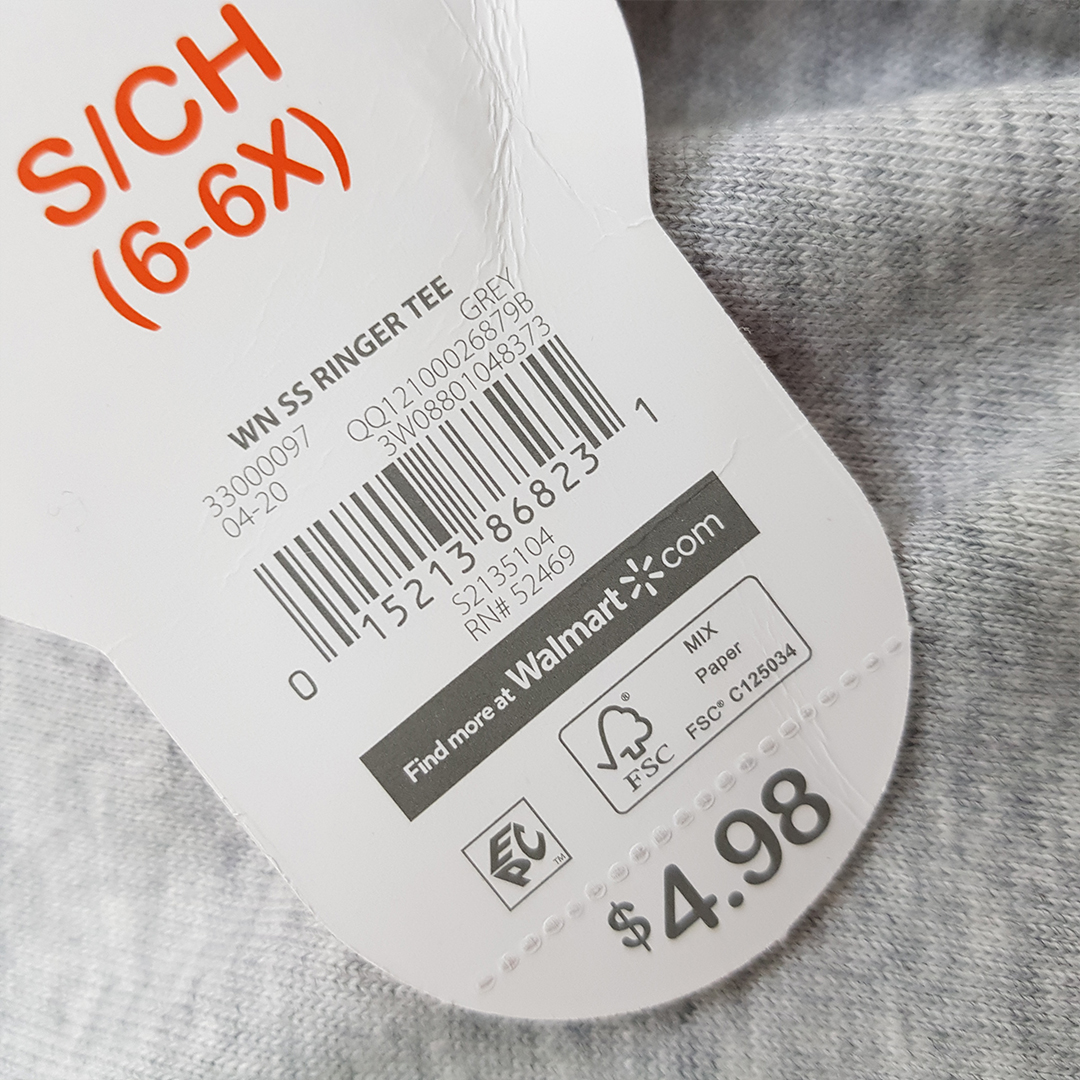 S/CH
(6-6X)
WN SS RINGER TEE
GREY
33000097 QQ12100026879B
04-20 3W08801048373
0 15213 86823 1
S2135104
RN# 52469
Find more at Walmart com
MIX
Paper
FSC® C125034
®
FSC
EPC ™
$4.98